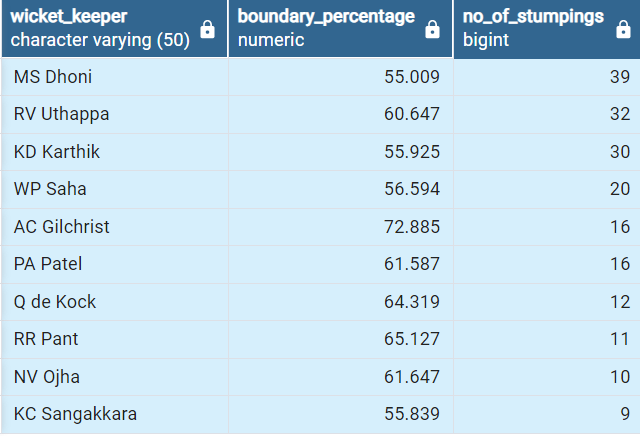 wicket_keeper boundary_percentage no_of_stumpings
character varying (50) numeric bigint
MS Dhoni 55.009 39
RV Uthappa 60.647 32
KD Karthik 55.925 30
WP Saha 56.594 20
AC Gilchrist 72.885 16
PA Patel 61.587 16
Q de Kock 64.319 12
RR Pant 65.127 11
NV Ojha 61.647 10
KC Sangakkara 55.839 9